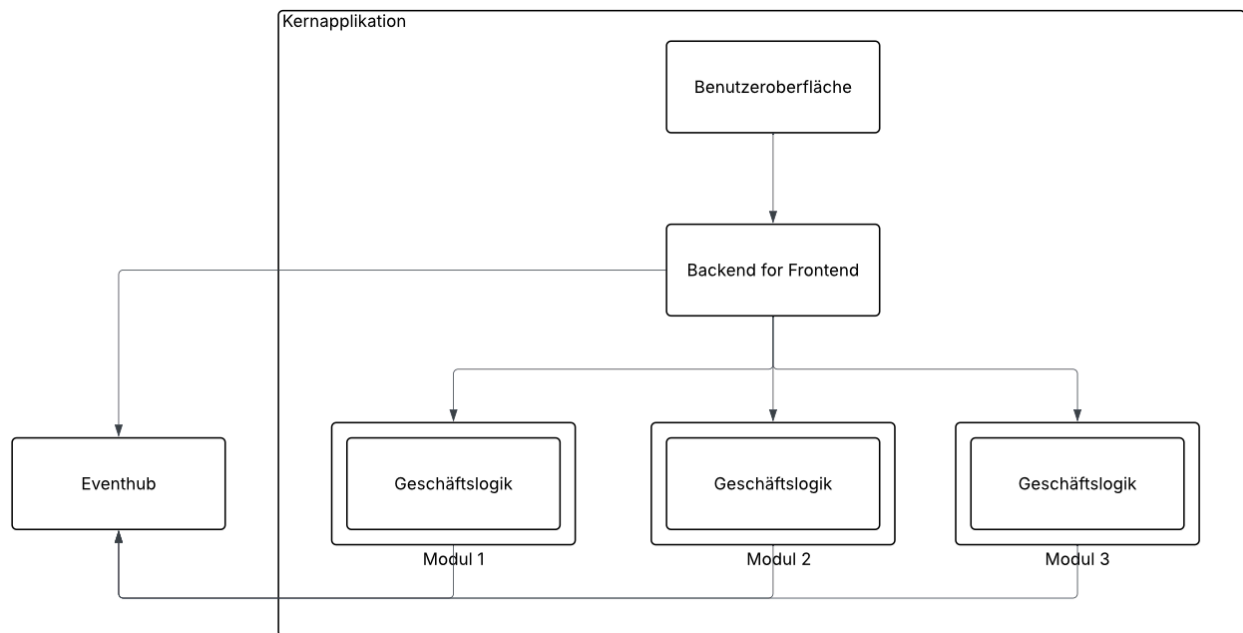 Kernapplikation
Benutzeroberfläche
Backend for Frontend
Eventhub
Geschäftslogik
Geschäftslogik
Geschäftslogik
Modul 1
Modul 2
Modul 3